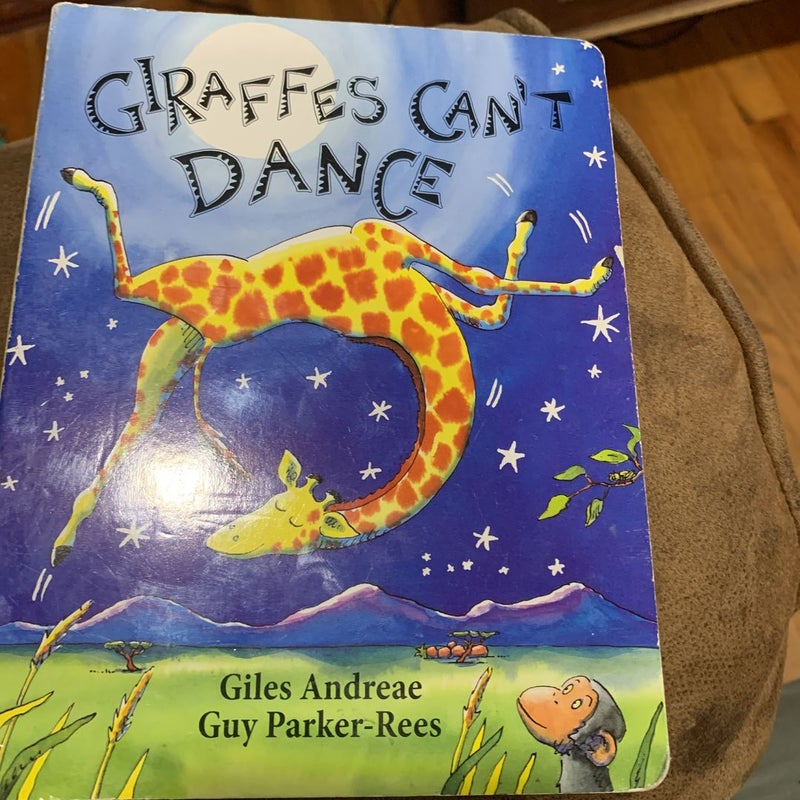 GIRAFFES CAN'T
DANCE
Giles Andreae
Guy Parker-Rees